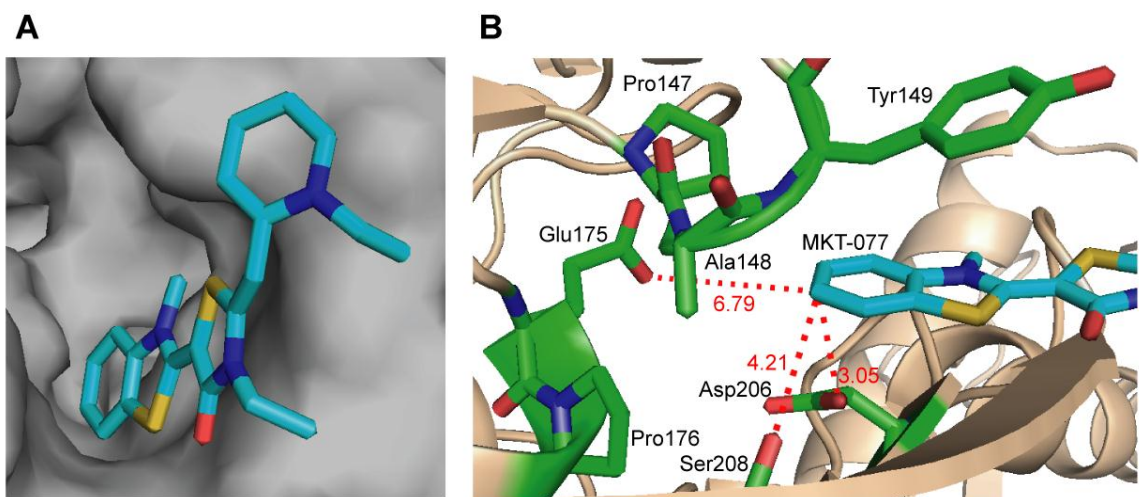 A
B
Pro147
Tyr149
Glu175
MKT-077
Ala148
6.79
4.21
3.05
Asp206
Pro176
Ser208